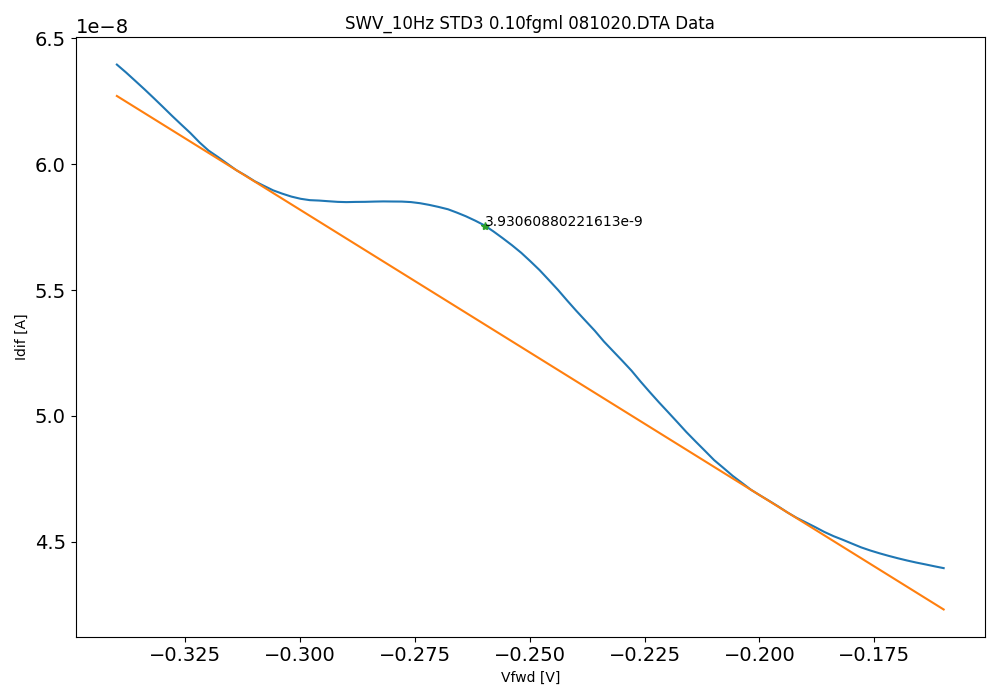 SWV_10Hz STD3 0.10fgml 081020.DTA Data
1e−8
6.5
6.0
5.5
5.0
4.5
3.93060880221613e-9
Idif [A]
−0.325 −0.300 −0.275 −0.250 −0.225 −0.200 −0.175
Vfwd [V]